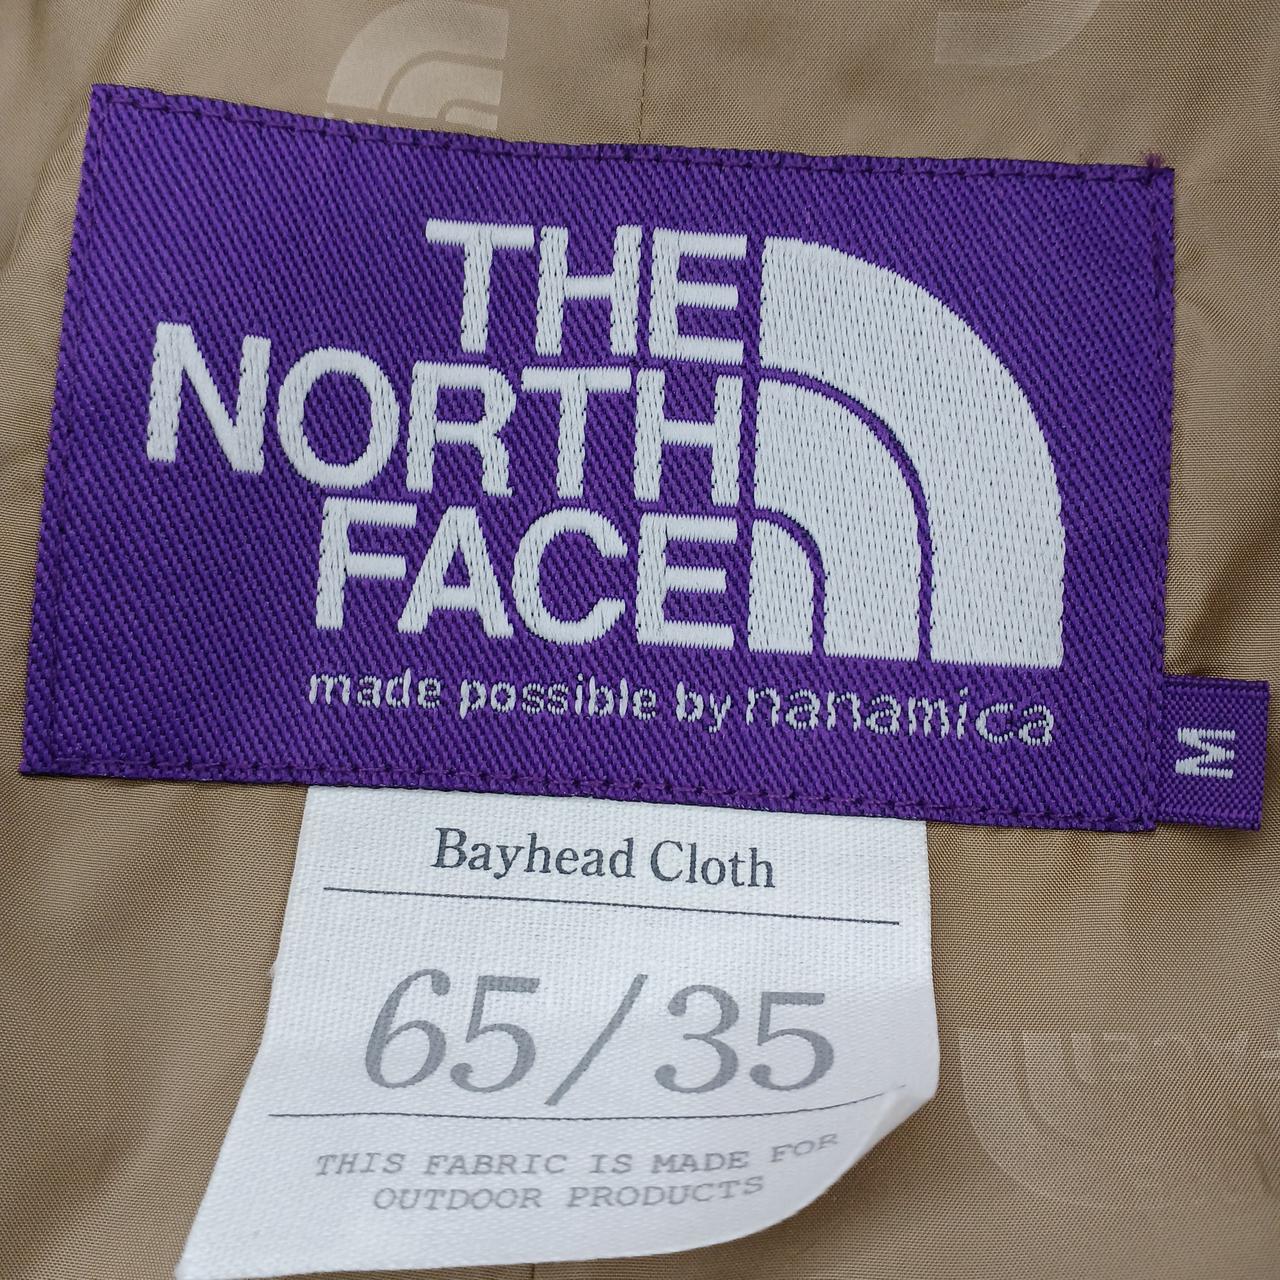 THE
NORTH
FACE
made possible by nanamica
M
Bayhead Cloth
65/35
THIS FABRIC IS MADE FOR
OUTDOOR PRODUCTS